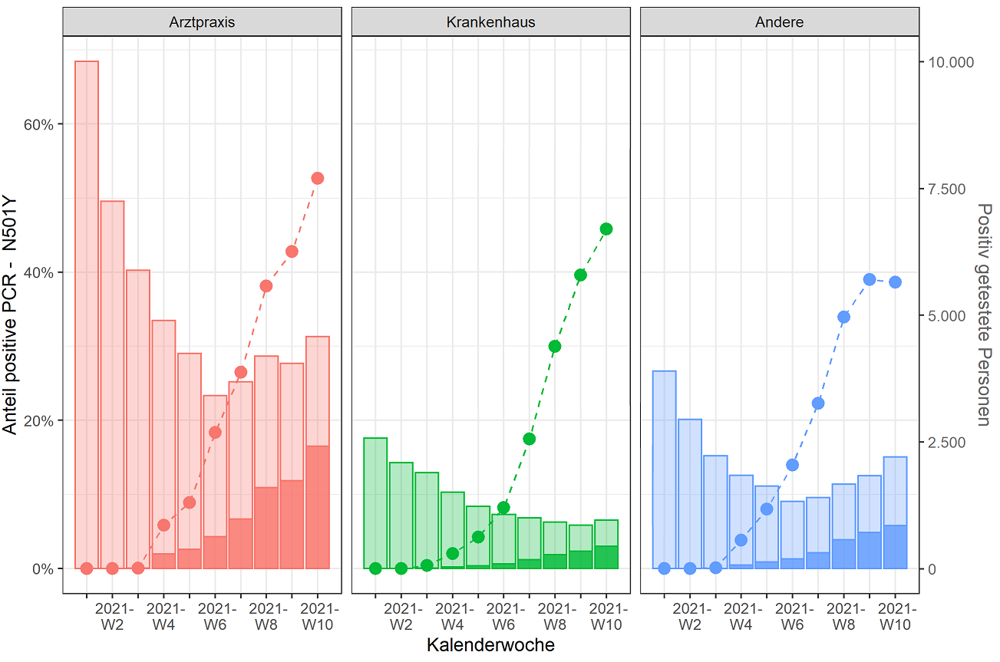 Arztpraxis
Krankenhaus
Andere
Anteil positive PCR - N501Y
60%
40%
20%
0%
10.000
7.500
5.000
2.500
0
Positiv getestete Personen
2021-W2
2021-W4
2021-W6
2021-W8
2021-W10
2021-W2
2021-W4
2021-W6
2021-W8
2021-W10
2021-W2
2021-W4
2021-W6
2021-W8
2021-W10
Kalenderwoche